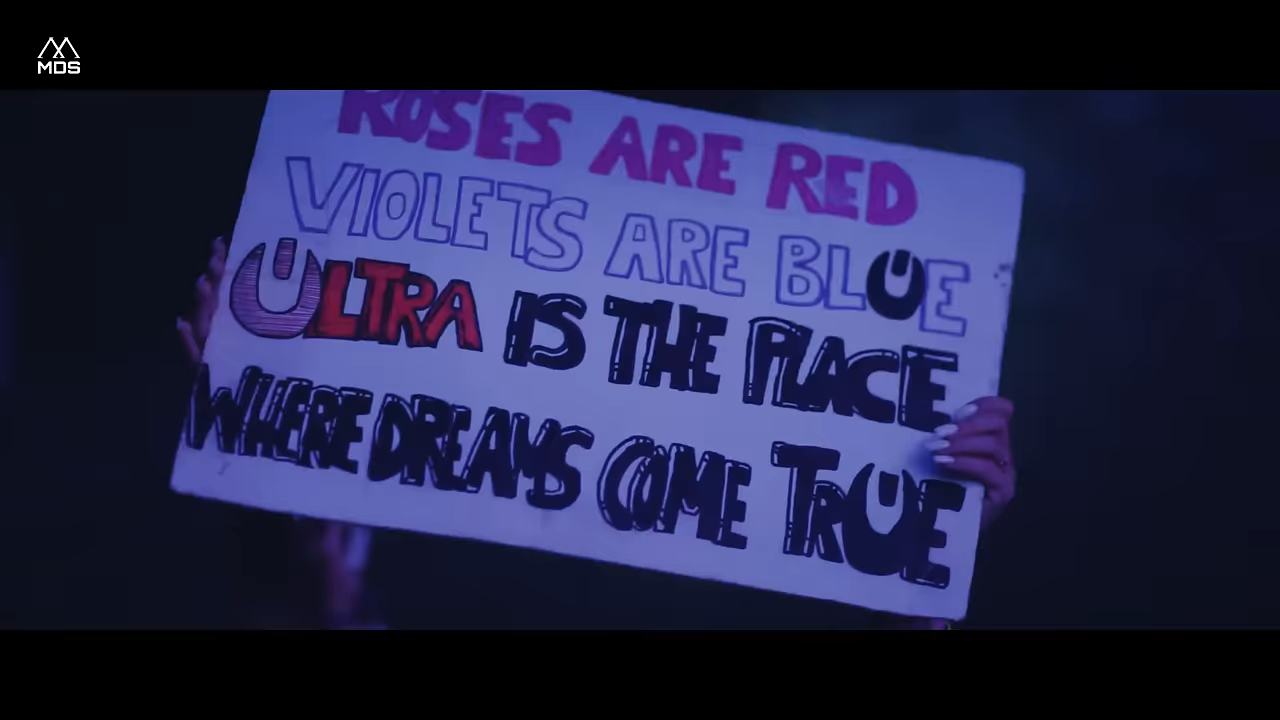 MDS
ROSES ARE RED
VIOLETS ARE BLUE
ULTRA IS THE PLACE
WHERE DREAMS COME TRUE